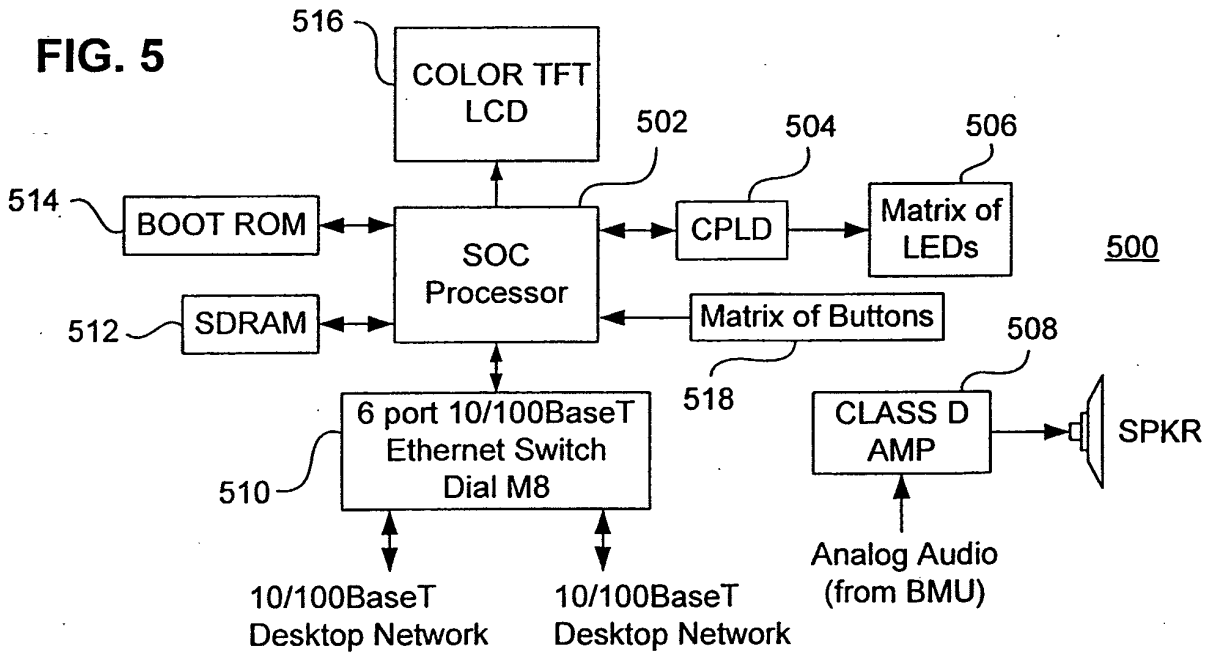 FIG. 5
516
COLOR TFT
LCD
502
504
506
514
BOOT ROM
SOC
Processor
CPLD
Matrix of
LEDs
500
512
SDRAM
Matrix of Buttons
518
508
6 port 10/100BaseT
Ethernet Switch
Dial M8
510
CLASS D
AMP
SPKR
10/100BaseT
Desktop Network
10/100BaseT
Desktop Network
Analog Audio
(from BMU)